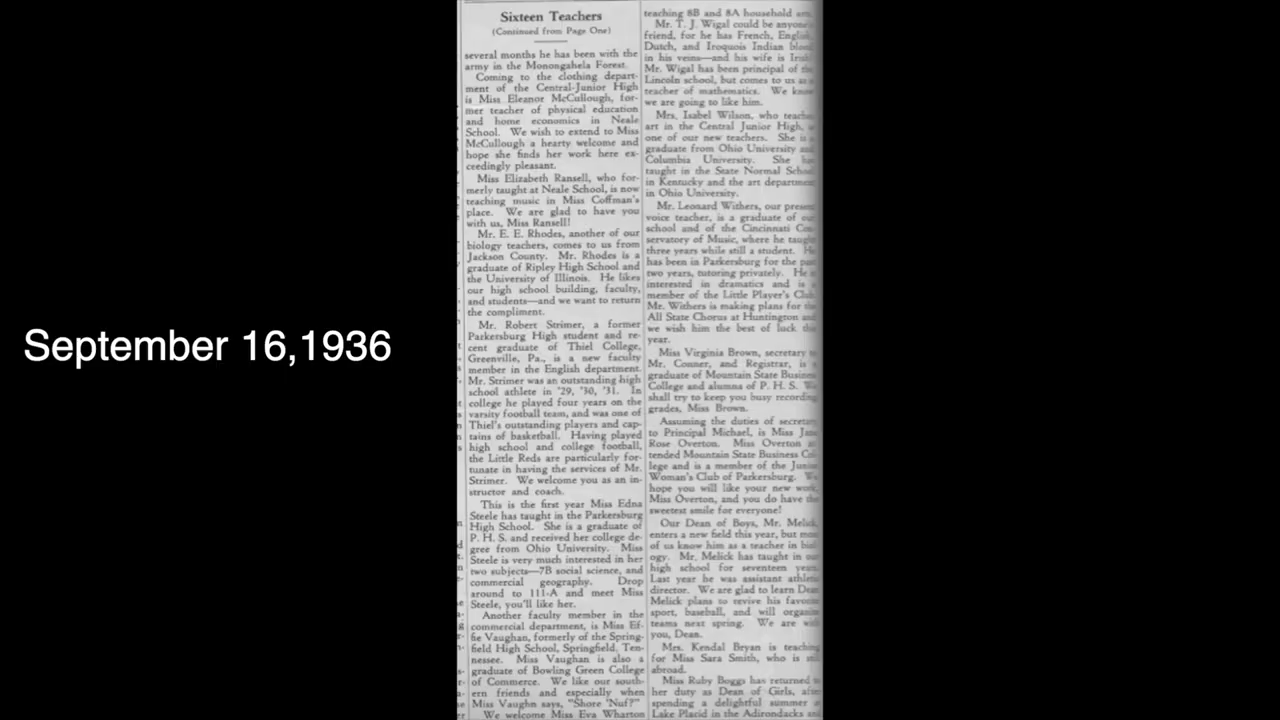 September 16,1936
Sixteen Teachers
(Continued from Page One)
several months he has been with the
army in the Monongahela Forest.
Coming to the clothing depart-
ment of the Central-Junior High
is Miss Eleanor McCullough, for-
mer teacher of physical education
and home economics in Neale
School. We wish to extend to Miss
McCullough a hearty welcome and
hope she finds her work here ex-
ceedingly pleasant.
Miss Elizabeth Ransell, who for-
merly taught at Neale School, is now
teaching music in Miss Coffman's
place. We are glad to have you
with us, Miss Ransell!
Mr. E. E. Rhodes, another of our
biology teachers, comes to us from
Jackson County. Mr. Rhodes is a
graduate of Ripley High School and
the University of Illinois. He likes
our high school building, faculty,
and students—and we want to return
the compliment.
Mr. Robert Strimer, a former
Parkersburg High student and re-
cent graduate of Thiel College,
Greenville, Pa., is a new faculty
member in the English department.
Mr. Strimer was an outstanding high
school athlete in '29, '30, '31. In
college he played four years on the
varsity football team, and was one of
Thiel's outstanding players and cap-
tains of basketball. Having played
high school and college football,
the Little Reds are particularly for-
tunate in having the services of Mr.
Strimer. We welcome you as an in-
structor and coach.
This is the first year Miss Edna
Steele has taught in the Parkersburg
High School. She is a graduate of
P. H. S. and received her college de-
gree from Ohio University. Miss
Steele is very much interested in her
two subjects—7B social science, and
commercial geography. Drop
around to 111-A and meet Miss
Steele, you'll like her.
Another faculty member in the
commercial department, is Miss Ef-
fie Vaughan, formerly of the Spring-
field High School, Springfield, Ten-
nessee. Miss Vaughan is also a
graduate of Bowling Green College
of Commerce. We like our south-
ern friends and especially when
Miss Vaughn says, "Shore 'Nuf?"
We welcome Miss Eva Wharton
teaching 8B and 8A household
Mr. T. J. Wigal could be anyone's
friend, for he has French, English,
Dutch, and Iroquois Indian blood
in his veins—and his wife is Irish.
Mr. Wigal has been principal of the
Lincoln school, but comes to us as a
teacher of mathematics. We know
we are going to like him.
Mrs. Isabel Wilson, who teaches
art in the Central Junior High, is
one of our new teachers. She is a
graduate from Ohio University and
Columbia University. She has
taught in the State Normal School
in Kentucky and the art department
in Ohio University.
Mr. Leonard Withers, our present
voice teacher, is a graduate of our
school and of the Cincinnati Con-
servatory of Music, where he taught
three years while still a student. He
has been in Parkersburg for the past
two years, tutoring privately. He is
interested in dramatics and is a
member of the Little Player's Club.
Mr. Withers is making plans for the
All State Chorus at Huntington and
we wish him the best of luck this
year.
Miss Virginia Brown, secretary to
Mr. Conner, and Registrar, is a
graduate of Mountain State Business
College and alumna of P. H. S. We
shall try to keep you busy recording
grades, Miss Brown.
Assuming the duties of secretary
to Principal Michael, is Miss Jane
Rose Overton. Miss Overton at-
tended Mountain State Business Col-
lege and is a member of the Junior
Woman's Club of Parkersburg. We
hope you will like your new work,
Miss Overton, and you do have the
sweetest smile for everyone!
Our Dean of Boys, Mr. Melick,
enters a new field this year, but most
of us know him as a teacher in biol-
ogy. Mr. Melick has taught in our
high school for seventeen years.
Last year he was assistant athletic
director. We are glad to learn Dean
Melick plans to revive his favorite
sport, baseball, and will organize
teams next spring. We are with
you, Dean.
Mrs. Kendal Bryan is teaching
for Miss Sara Smith, who is still
abroad.
Miss Ruby Boggs has returned to
her duty as Dean of Girls, after
spending a delightful summer at
Lake Placid in the Adirondacks and